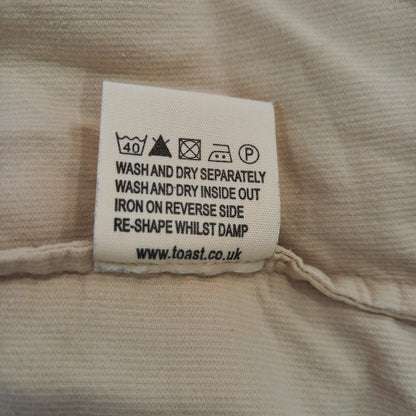 40 P
WASH AND DRY SEPARATELY
WASH AND DRY INSIDE OUT
IRON ON REVERSE SIDE
RE-SHAPE WHILST DAMP
www.toast.co.uk